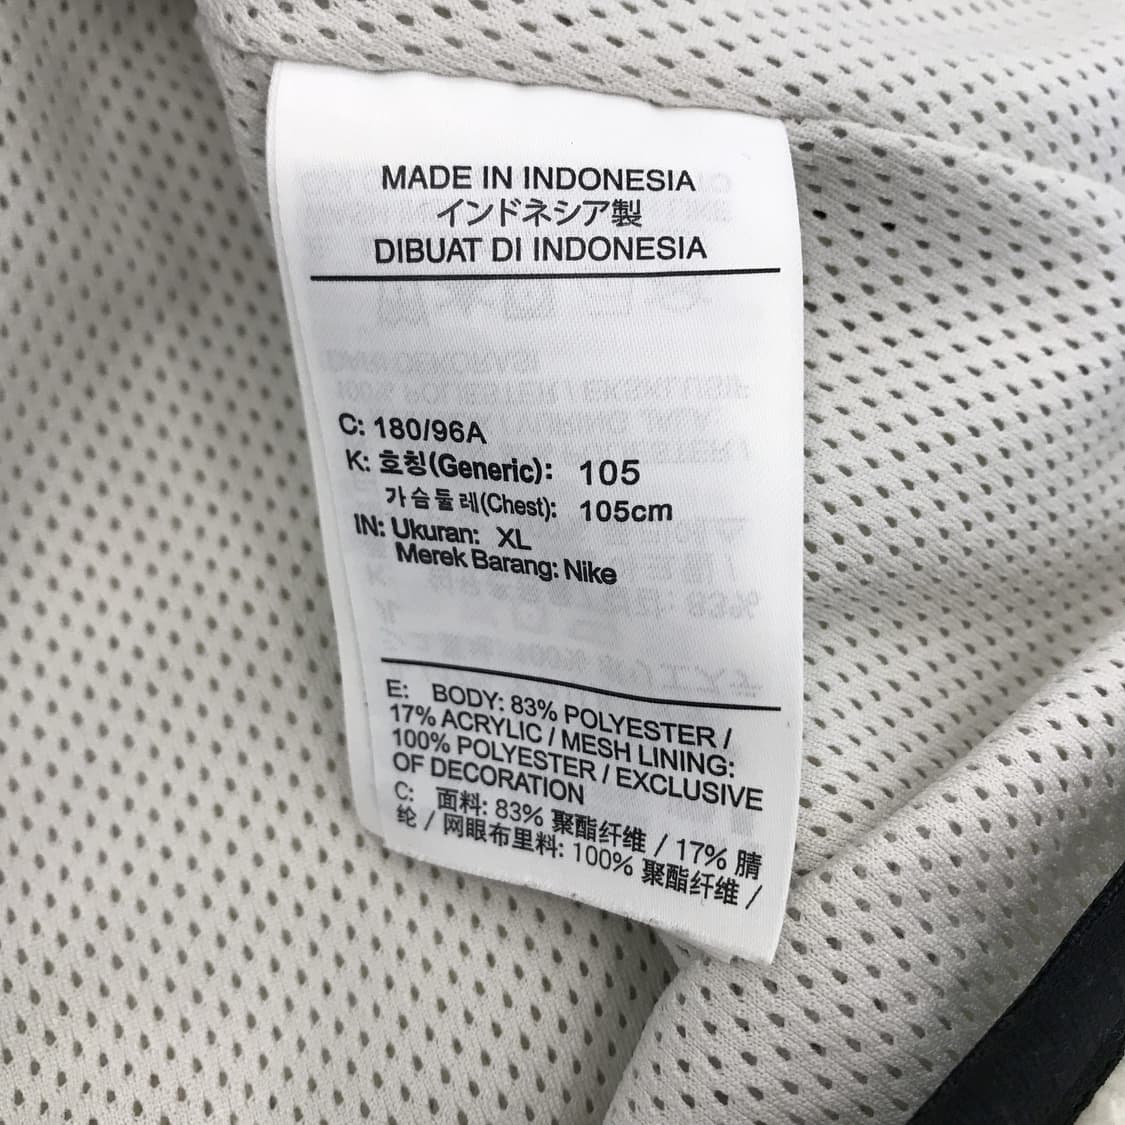 MADE IN INDONESIA
インドネシア製
DIBUAT DI INDONESIA
C: 180/96A
K: 호칭(Generic): 105
가슴둘레(Chest): 105cm
IN: Ukuran: XL
Merek Barang: Nike
E: BODY: 83% POLYESTER /
17% ACRYLIC / MESH LINING:
100% POLYESTER / EXCLUSIVE
OF DECORATION
C: 面料: 83% 聚酯纤维 / 17% 腈
纶 / 网眼布里料: 100% 聚酯纤维 /